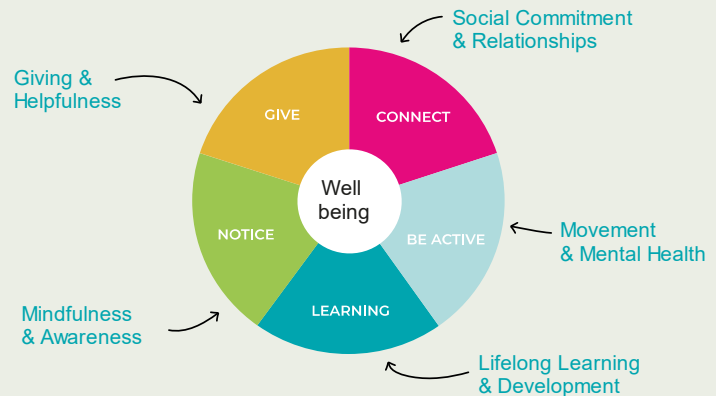 Social Commitment
& Relationships
Giving &
Helpfulness
GIVE
CONNECT
Well
being
NOTICE
BE ACTIVE
Movement
& Mental Health
LEARNING
Mindfulness
& Awareness
Lifelong Learning
& Development